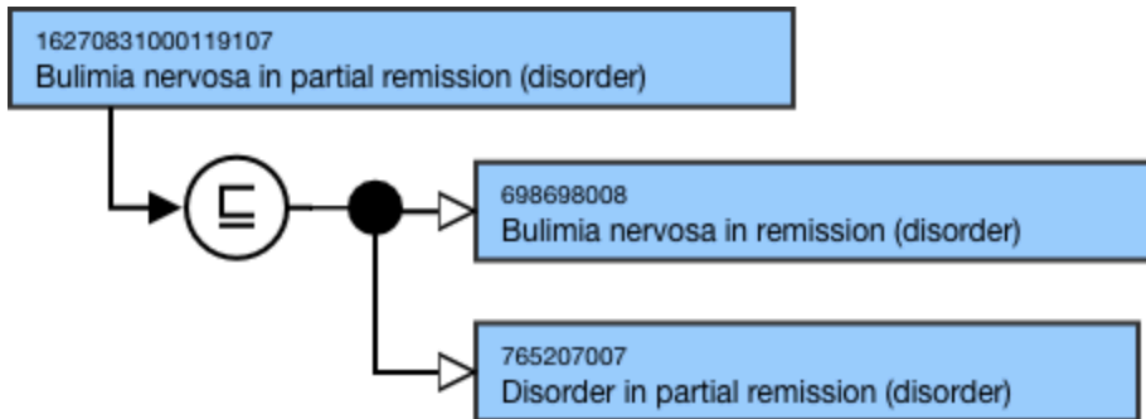 16270831000119107
Bulimia nervosa in partial remission (disorder)
⊑
698698008
Bulimia nervosa in remission (disorder)
765207007
Disorder in partial remission (disorder)